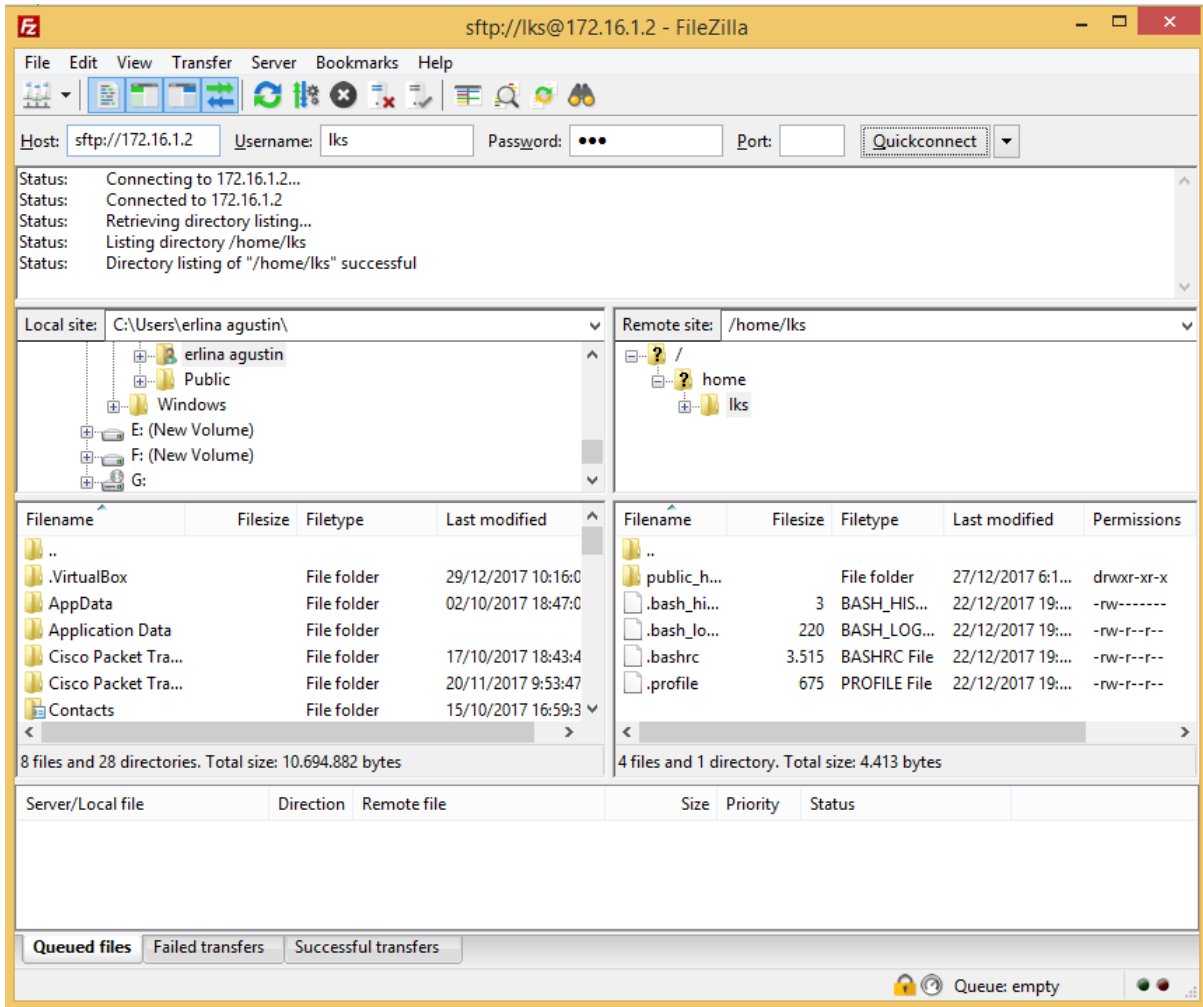 sftp://lks@172.16.1.2 - FileZilla
File Edit View Transfer Server Bookmarks Help
Host: sftp://172.16.1.2 Username: lks Password: ●●● Port: Quickconnect
Status: Connecting to 172.16.1.2...
Status: Connected to 172.16.1.2
Status: Retrieving directory listing...
Status: Listing directory /home/lks
Status: Directory listing of "/home/lks" successful
Local site: C:\Users\erlina agustin\
erlina agustin
Public
Windows
E: (New Volume)
F: (New Volume)
G:
Remote site: /home/lks
/
home
lks
Filename Filesize Filetype Last modified
..
.VirtualBox File folder 29/12/2017 10:16:0
AppData File folder 02/10/2017 18:47:0
Application Data File folder
Cisco Packet Tra... File folder 17/10/2017 18:43:4
Cisco Packet Tra... File folder 20/11/2017 9:53:47
Contacts File folder 15/10/2017 16:59:3
8 files and 28 directories. Total size: 10.694.882 bytes
Filename Filesize Filetype Last modified Permissions
..
public_h... File folder 27/12/2017 6:1... drwxr-xr-x
.bash_hi... 3 BASH_HIS... 22/12/2017 19:... -rw-------
.bash_lo... 220 BASH_LOG... 22/12/2017 19:... -rw-r--r--
.bashrc 3.515 BASHRC File 22/12/2017 19:... -rw-r--r--
.profile 675 PROFILE File 22/12/2017 19:... -rw-r--r--
4 files and 1 directory. Total size: 4.413 bytes
Server/Local file Direction Remote file Size Priority Status
Queued files Failed transfers Successful transfers
Queue: empty